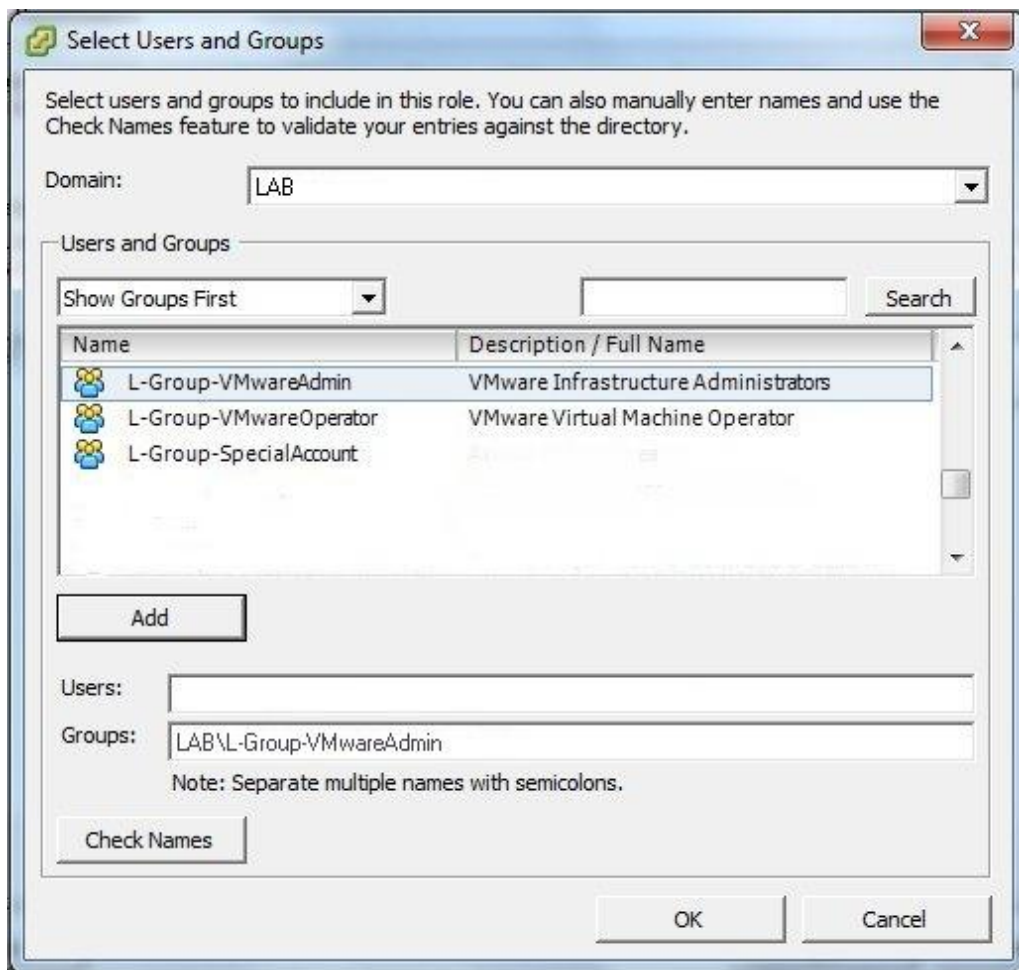 Select Users and Groups
Select users and groups to include in this role. You can also manually enter names and use the
Check Names feature to validate your entries against the directory.
Domain: LAB
Users and Groups
Show Groups First Search
Name Description / Full Name
L-Group-VMwareAdmin VMware Infrastructure Administrators
L-Group-VMwareOperator VMware Virtual Machine Operator
L-Group-SpecialAccount
Add
Users:
Groups: LAB\L-Group-VMwareAdmin
Note: Separate multiple names with semicolons.
Check Names
OK Cancel